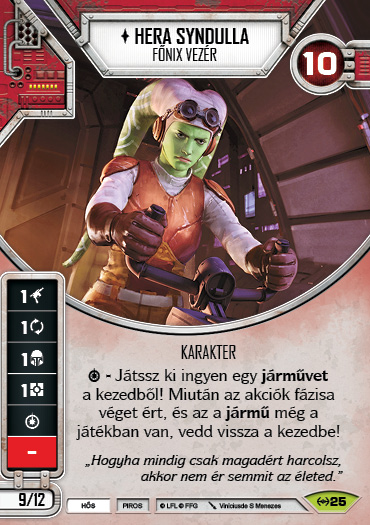 HERA SYNDULLA
FŐNIX VEZÉR
10
1
1
1
1
-
9/12
KARAKTER
- Játssz ki ingyen egy járművet
a kezedből! Miután az akciók fázisa
véget ért, és az a jármű még a
játékban van, vedd vissza a kezedbe!
„Hogyha mindig csak magadért harcolsz,
akkor nem ér semmit az életed.”
HŐS
PIROS
© LFL © FFG
Viniciusde S Menezes
25